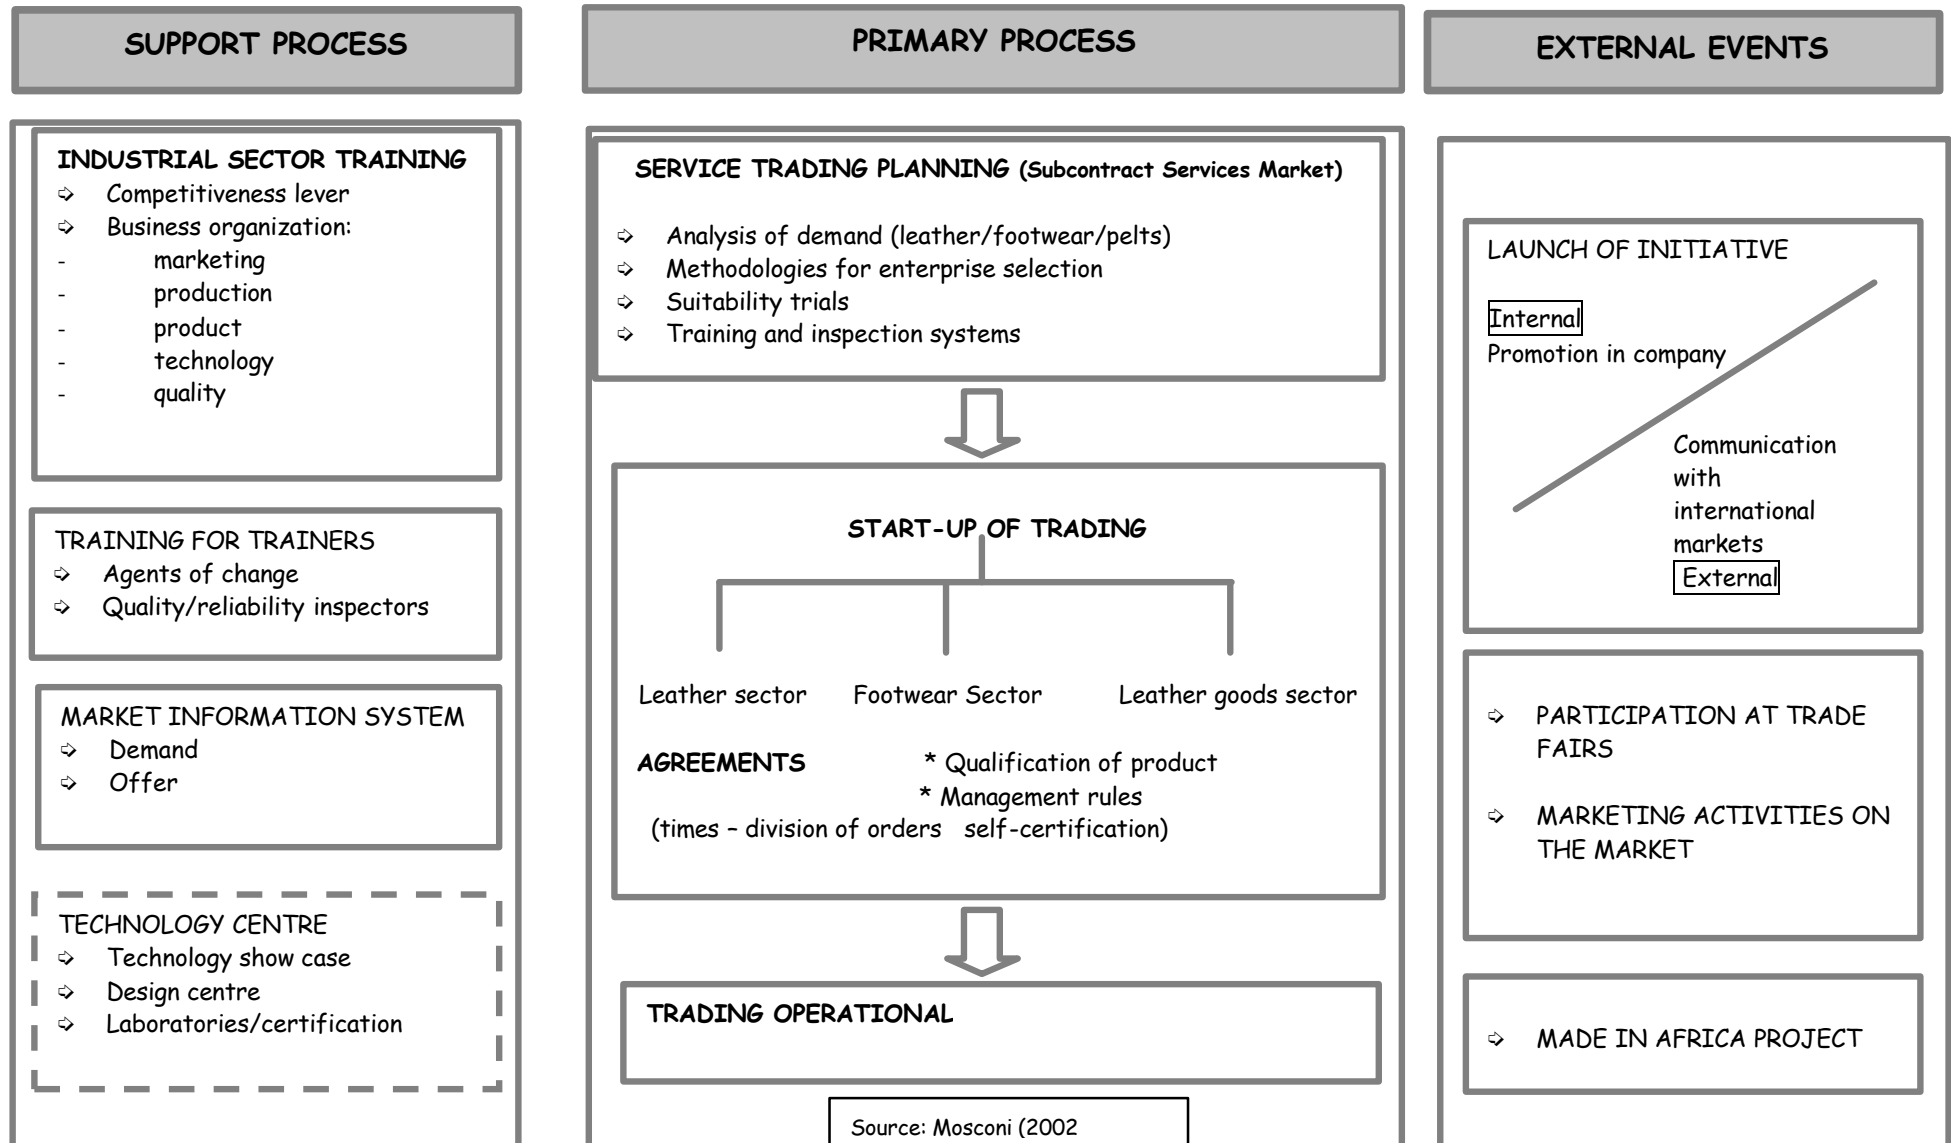 SUPPORT PROCESS
PRIMARY PROCESS
EXTERNAL EVENTS
INDUSTRIAL SECTOR TRAINING
➪ Competitiveness lever
➪ Business organization:
- marketing
- production
- product
- technology
- quality
TRAINING FOR TRAINERS
➪ Agents of change
➪ Quality/reliability inspectors
MARKET INFORMATION SYSTEM
➪ Demand
➪ Offer
TECHNOLOGY CENTRE
➪ Technology show case
➪ Design centre
➪ Laboratories/certification
SERVICE TRADING PLANNING (Subcontract Services Market)
➪ Analysis of demand (leather/footwear/pelts)
➪ Methodologies for enterprise selection
➪ Suitability trials
➪ Training and inspection systems
START-UP OF TRADING
Leather sector Footwear Sector Leather goods sector
AGREEMENTS * Qualification of product
* Management rules
(times – division of orders self-certification)
TRADING OPERATIONAL
Source: Mosconi (2002
LAUNCH OF INITIATIVE
Internal
Promotion in company
Communication
with
international
markets
External
➪ PARTICIPATION AT TRADE
FAIRS
➪ MARKETING ACTIVITIES ON
THE MARKET
➪ MADE IN AFRICA PROJECT